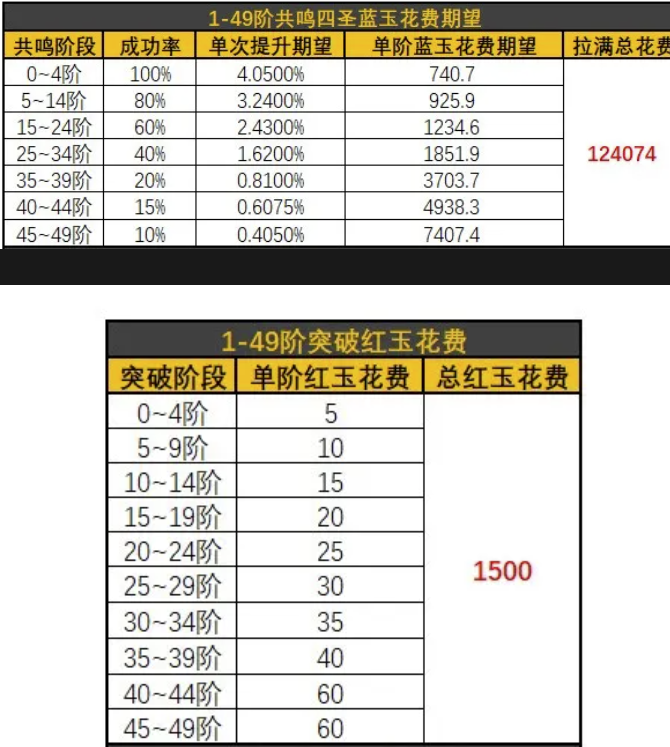 1-49阶共鸣四圣蓝玉花费期望
共鸣阶段 成功率 单次提升期望 单阶蓝玉花费期望 拉满总花费
0~4阶 100% 4.0500% 740.7
5~14阶 80% 3.2400% 925.9
15~24阶 60% 2.4300% 1234.6
25~34阶 40% 1.6200% 1851.9 124074
35~39阶 20% 0.8100% 3703.7
40~44阶 15% 0.6075% 4938.3
45~49阶 10% 0.4050% 7407.4
1-49阶突破红玉花费
突破阶段 单阶红玉花费 总红玉花费
0~4阶 5
5~9阶 10
10~14阶 15
15~19阶 20
20~24阶 25
25~29阶 30 1500
30~34阶 35
35~39阶 40
40~44阶 60
45~49阶 60